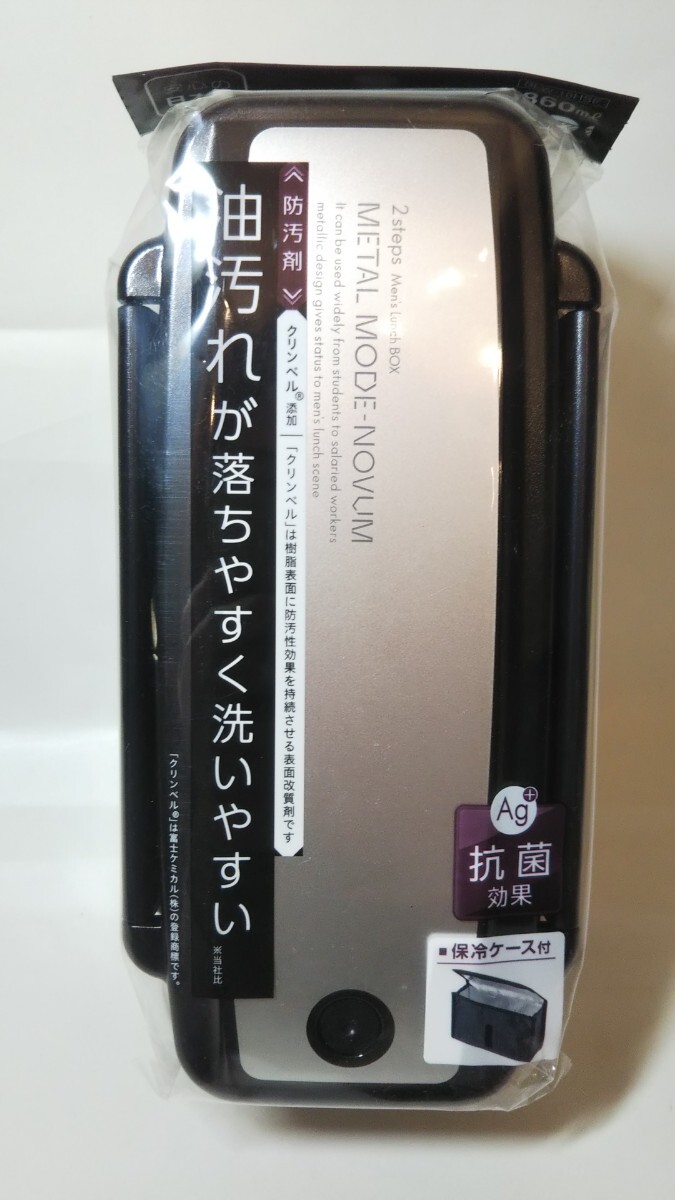 860mℓ
油汚れが落ちやすく洗いやすい
※当社比
防汚剤
クリンベル®添加
「クリンベル」は樹脂表面に防汚性効果を持続させる表面改質剤です
「クリンベル®」は富士ケミカル(株)の登録商標です。
2 steps Men's Lunch BOX
METAL MODE-NOVUM
It can be used widely from students to salaried workers
metallic design gives status to men's lunch scene
Ag+
抗菌
効果
■保冷ケース付